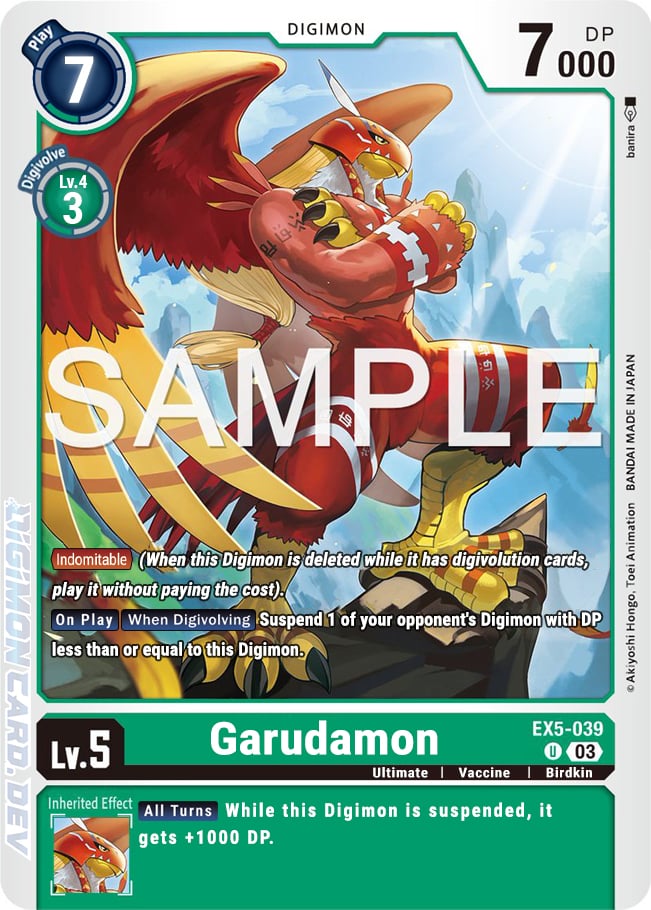 DIGIMON
Play
7
DP
7000
Digivolve
Lv.4
3
banira
SAMPLE
Indomitable (When this Digimon is deleted while it has digivolution cards,
play it without paying the cost).
On Play When Digivolving Suspend 1 of your opponent's Digimon with DP
less than or equal to this Digimon.
© Akiyoshi Hongo, Toei Animation BANDAI MADE IN JAPAN
DIGIMONCARD.DEV
Lv.5
Garudamon
EX5-039
U 03
Ultimate | Vaccine | Birdkin
Inherited Effect
All Turns While this Digimon is suspended, it
gets +1000 DP.